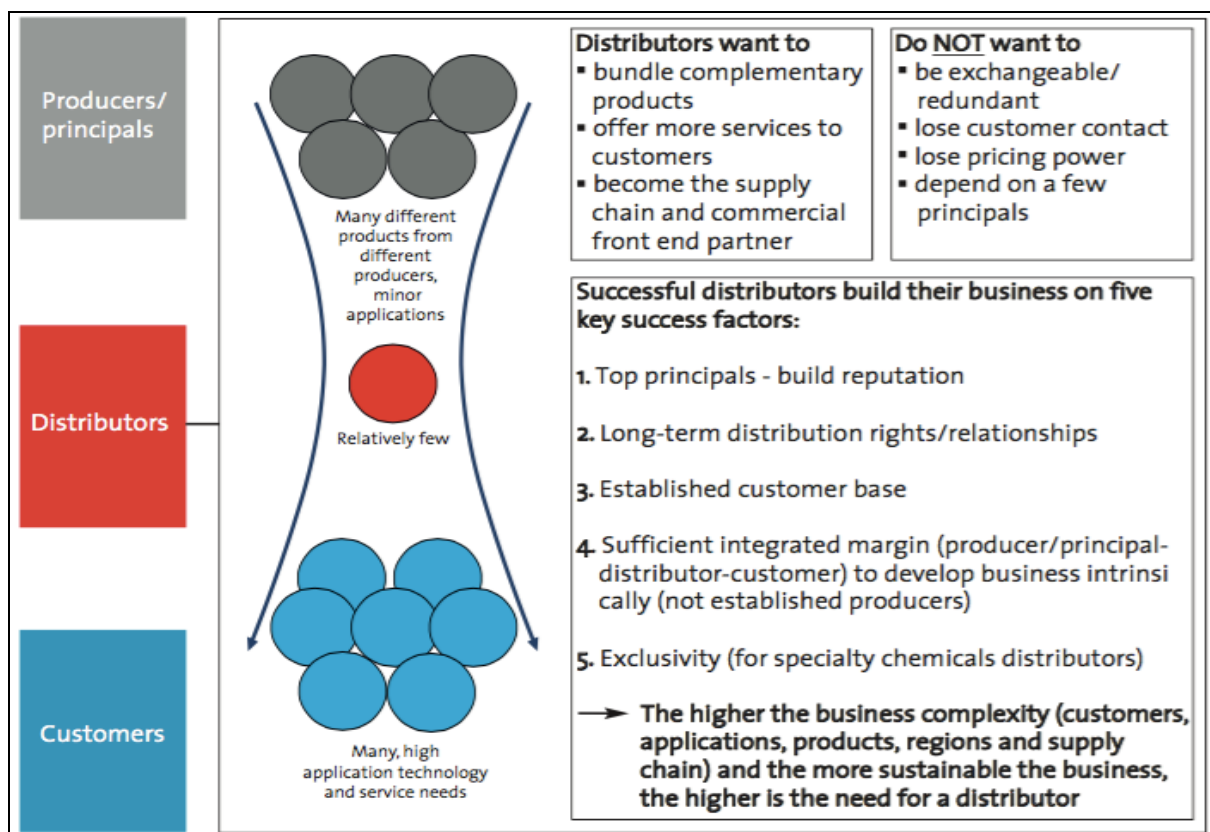 Producers/
principals
Distributors
Customers
Many different
products from
different
producers,
minor
applications
Relatively few
Many, high
application technology
and service needs
Distributors want to
▪ bundle complementary
products
▪ offer more services to
customers
▪ become the supply
chain and commercial
front end partner
Do NOT want to
▪ be exchangeable/
redundant
▪ lose customer contact
▪ lose pricing power
▪ depend on a few
principals
Successful distributors build their business on five
key success factors:
1. Top principals - build reputation
2. Long-term distribution rights/relationships
3. Established customer base
4. Sufficient integrated margin (producer/principal-
distributor-customer) to develop business intrinsi
cally (not established producers)
5. Exclusivity (for specialty chemicals distributors)
→ The higher the business complexity (customers,
applications, products, regions and supply
chain) and the more sustainable the business,
the higher is the need for a distributor